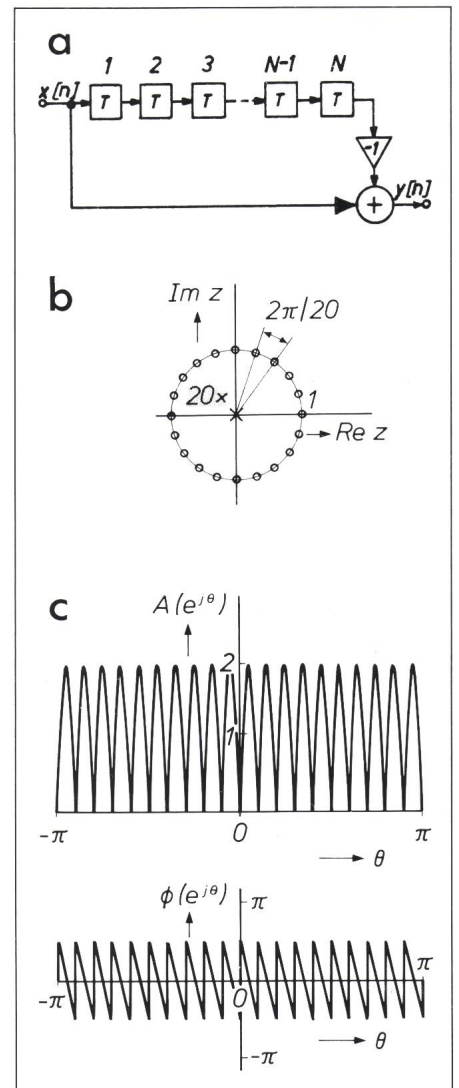 a
1 2 3 N-1 N
x[n] T T T T T
-1
y[n]
+
b
Im z
2π/20
20×
1
Re z
c
A(e^{jθ})
2
1
-π 0 π
θ
ϕ(e^{jθ})
π
π
-π 0
θ
-π